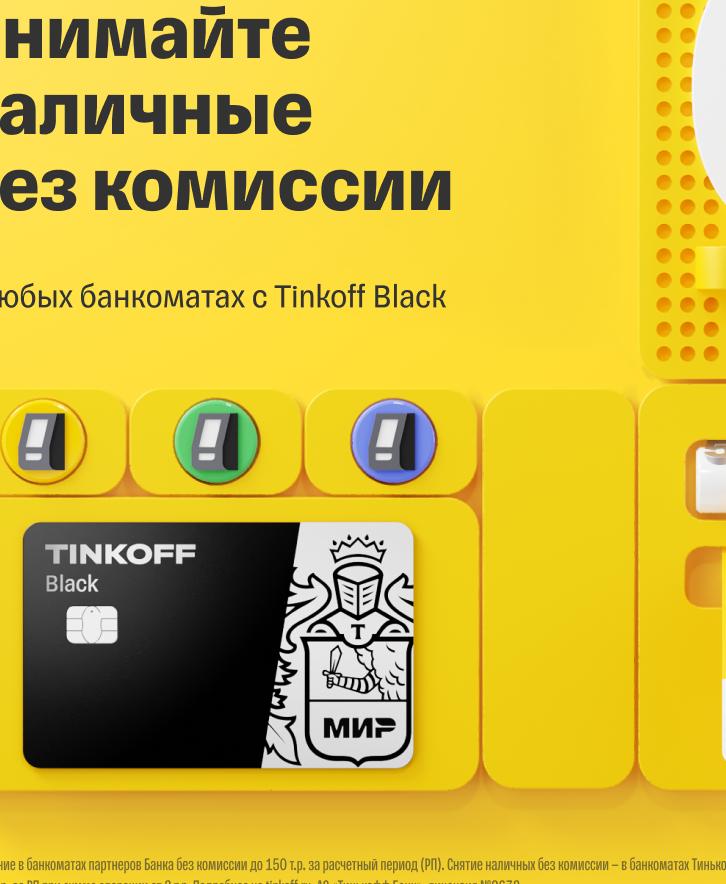 нимайте
аличные
ез комиссии
юбых банкоматах с Tinkoff Black
TINKOFF
Black
T
МИР
ние в банкоматах партнеров Банка без комиссии до 150 т.р. за расчетный период (РП). Снятие наличных без комиссии – в банкоматах Тинько